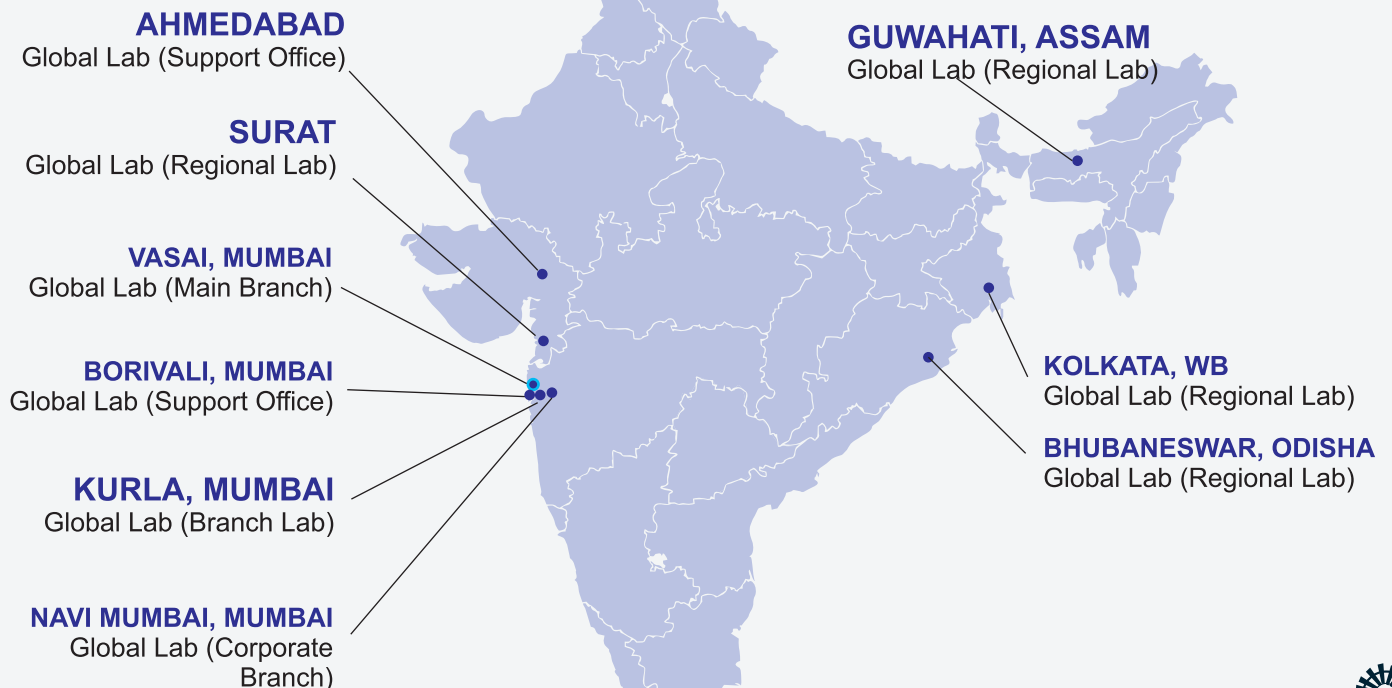 AHMEDABAD
Global Lab (Support Office)
SURAT
Global Lab (Regional Lab)
VASAI, MUMBAI
Global Lab (Main Branch)
BORIVALI, MUMBAI
Global Lab (Support Office)
KURLA, MUMBAI
Global Lab (Branch Lab)
NAVI MUMBAI, MUMBAI
Global Lab (Corporate
Branch)
GUWAHATI, ASSAM
Global Lab (Regional Lab)
KOLKATA, WB
Global Lab (Regional Lab)
BHUBANESWAR, ODISHA
Global Lab (Regional Lab)